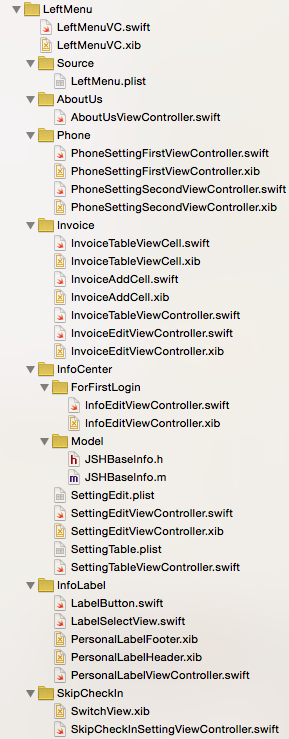 LeftMenu
LeftMenuVC.swift
LeftMenuVC.xib
Source
LeftMenu.plist
AboutUs
AboutUsViewController.swift
Phone
PhoneSettingFirstViewController.swift
PhoneSettingFirstViewController.xib
PhoneSettingSecondViewController.swift
PhoneSettingSecondViewController.xib
Invoice
InvoiceTableViewCell.swift
InvoiceTableViewCell.xib
InvoiceAddCell.swift
InvoiceAddCell.xib
InvoiceTableViewController.swift
InvoiceEditViewController.swift
InvoiceEditViewController.xib
InfoCenter
ForFirstLogin
InfoEditViewController.swift
InfoEditViewController.xib
Model
h JSHBaseInfo.h
m JSHBaseInfo.m
SettingEdit.plist
SettingEditViewController.swift
SettingEditViewController.xib
SettingTable.plist
SettingTableViewController.swift
InfoLabel
LabelButton.swift
LabelSelectView.swift
PersonalLabelFooter.xib
PersonalLabelHeader.xib
PersonalLabelViewController.swift
SkipCheckIn
SwitchView.xib
SkipCheckInSettingViewController.swift